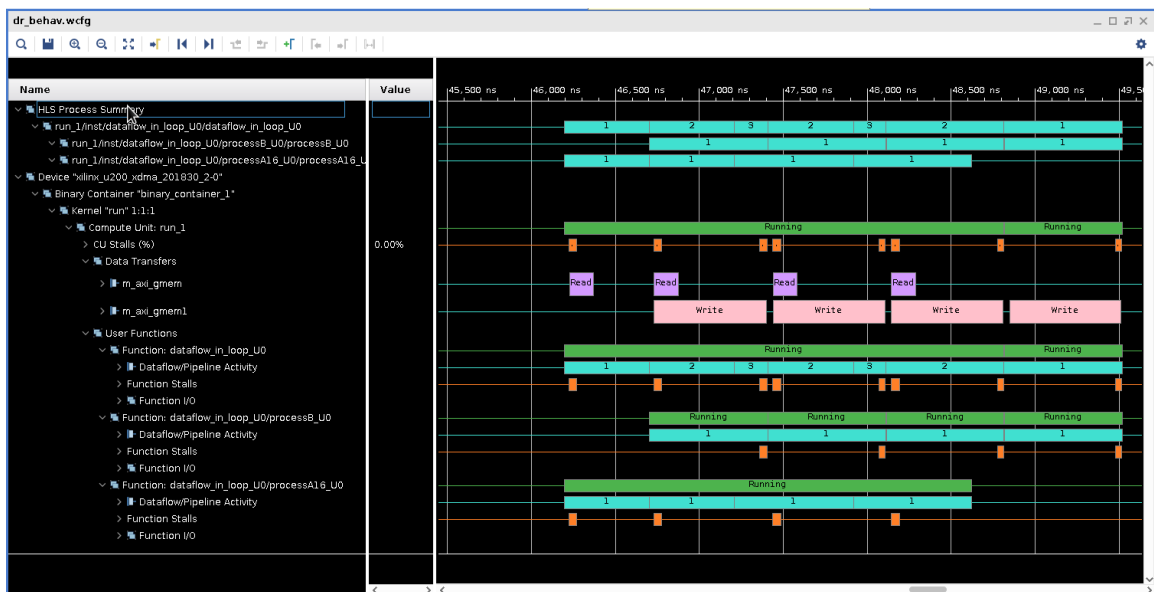 dr_behav.wcfg
Name Value 45,500 ns 46,000 ns 46,500 ns 47,000 ns 47,500 ns 48,000 ns 48,500 ns 49,000 ns 49,5
HLS Process Summary
run_1/inst/dataflow_in_loop_U0/dataflow_in_loop_U0 1 2 3 2 3 2 1
run_1/inst/dataflow_in_loop_U0/processB_U0/processB_U0 1 1 1 1
run_1/inst/dataflow_in_loop_U0/processA16_U0/processA16_U 1 1 1 1
Device "xilinx_u200_xdma_201830_2-0"
Binary Container "binary_container_1"
Kernel "run" 1:1:1
Compute Unit: run_1 Running Running
CU Stalls (%) 0.00%
Data Transfers
m_axi_gmem Read Read Read Read
m_axi_gmem1 Write Write Write Write
User Functions
Function: dataflow_in_loop_U0 Running Running
Dataflow/Pipeline Activity 1 2 3 2 3 2 1
Function Stalls
Function I/O
Function: dataflow_in_loop_U0/processB_U0 Running Running Running Running
Dataflow/Pipeline Activity 1 1 1 1
Function Stalls
Function I/O
Function: dataflow_in_loop_U0/processA16_U0 Running
Dataflow/Pipeline Activity 1 1 1 1
Function Stalls
Function I/O